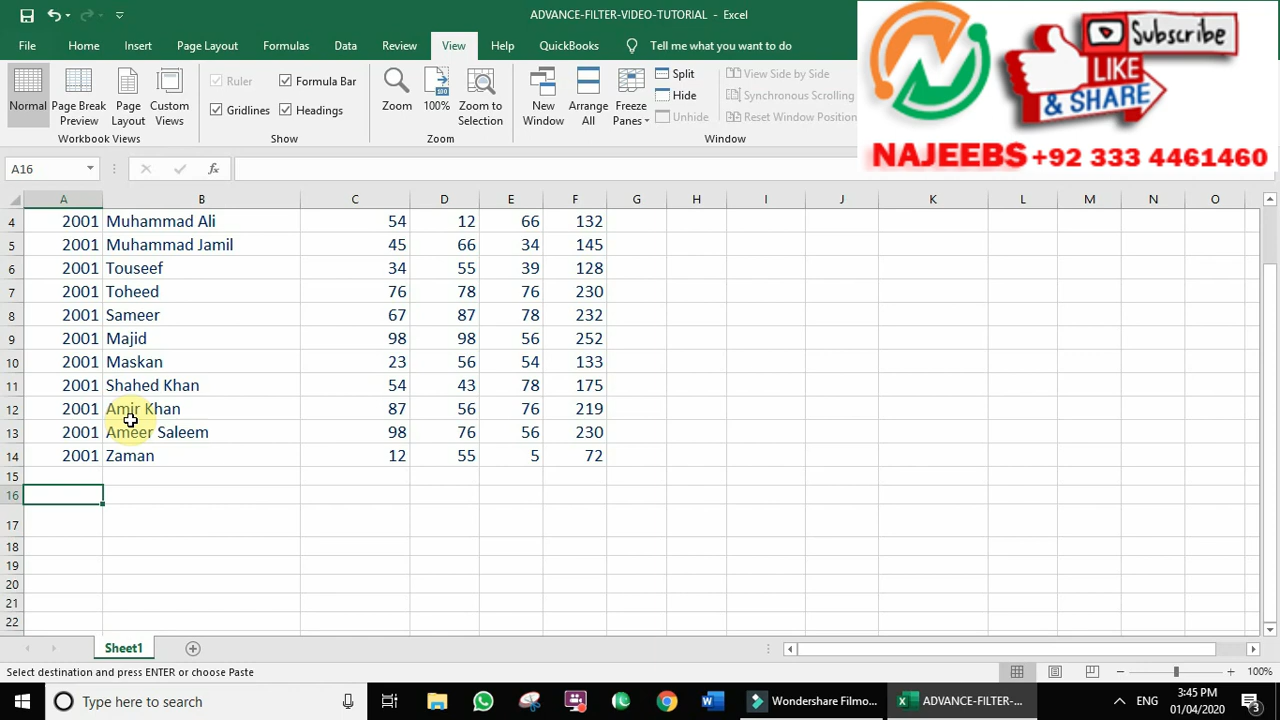 ADVANCE-FILTER-VIDEO-TUTORIAL - Excel
File Home Insert Page Layout Formulas Data Review View Help QuickBooks Tell me what you want to do
Normal Page Break Preview Page Layout Custom Views
Workbook Views
Ruler Formula Bar
Gridlines Headings
Show
Zoom 100% Zoom to Selection
Zoom
New Window Arrange All Freeze Panes
Split
Hide
Unhide
View Side by Side
Synchronous Scrolling
Reset Window Position
Window
Subscribe
LIKE
& SHARE
NAJEEBS +92 333 4461460
A16 fx
A B C D E F G H I J K L M N O
4 2001 Muhammad Ali 54 12 66 132
5 2001 Muhammad Jamil 45 66 34 145
6 2001 Touseef 34 55 39 128
7 2001 Toheed 76 78 76 230
8 2001 Sameer 67 87 78 232
9 2001 Majid 98 98 56 252
10 2001 Maskan 23 56 54 133
11 2001 Shahed Khan 54 43 78 175
12 2001 Amir Khan 87 56 76 219
13 2001 Ameer Saleem 98 76 56 230
14 2001 Zaman 12 55 5 72
15
16
17
18
19
20
21
22
Sheet1
Select destination and press ENTER or choose Paste
100%
Type here to search
Wondershare Filmo...
ADVANCE-FILTER-...
ENG
3:45 PM
01/04/2020
3